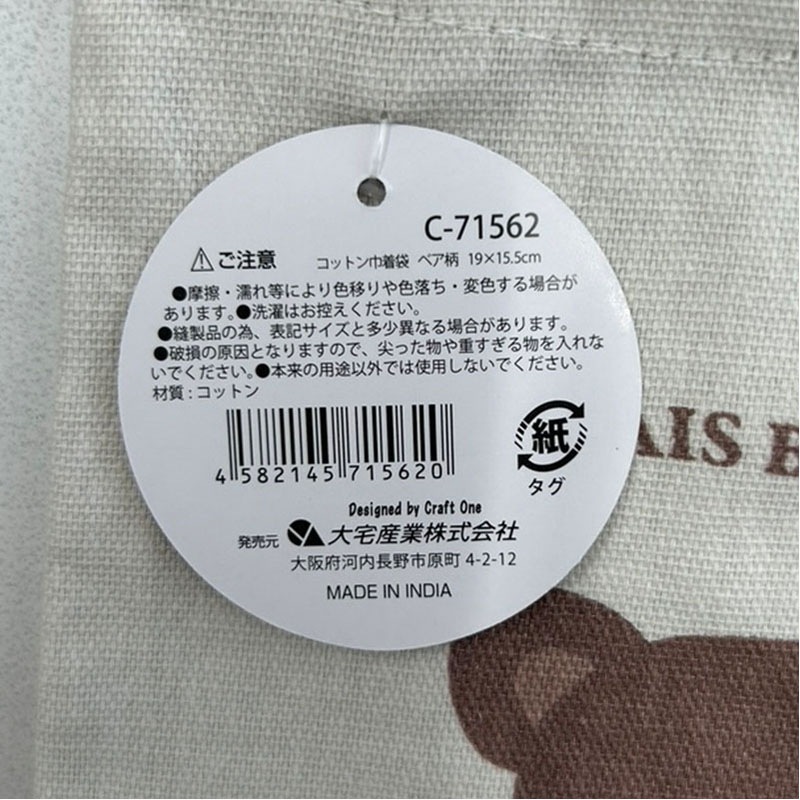 C-71562
⚠ご注意 コットン巾着袋 ベア柄 19×15.5cm
●摩擦・濡れ等により色移りや色落ち・変色する場合が
あります。●洗濯はお控えください。
●縫製品の為、表記サイズと多少異なる場合があります。
●破損の原因となりますので、尖った物や重すぎる物を入れな
いでください。●本来の用途以外では使用しないでください。
材質：コットン
4 582145 715620
紙
タグ
Designed by Craft One
発売元 大宅産業株式会社
大阪府河内長野市原町 4-2-12
MADE IN INDIA
AIS B